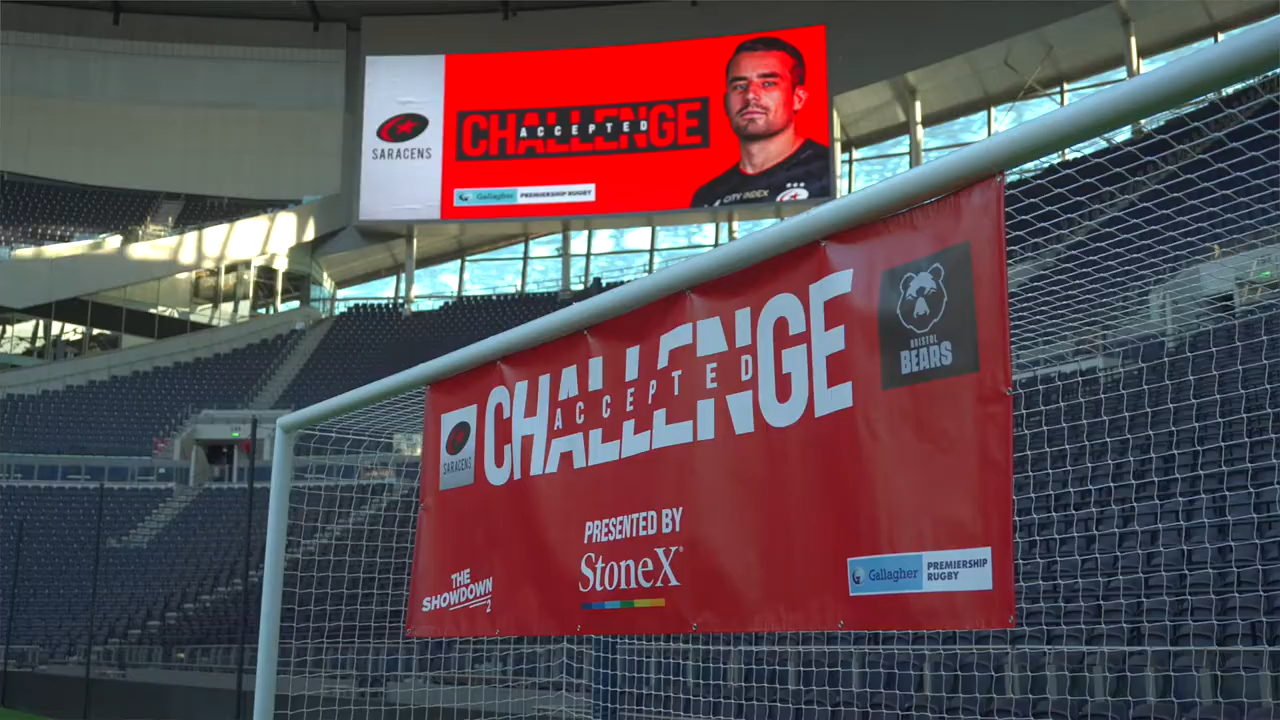 SARACENS
CHALLENGE
ACCEPTED
Gallagher PREMIERSHIP RUGBY
CITY INDEX
SARACENS
CHALLENGE
ACCEPTED
BRISTOL
BEARS
PRESENTED BY
StoneX
THE
SHOWDOWN
2
Gallagher
PREMIERSHIP
RUGBY